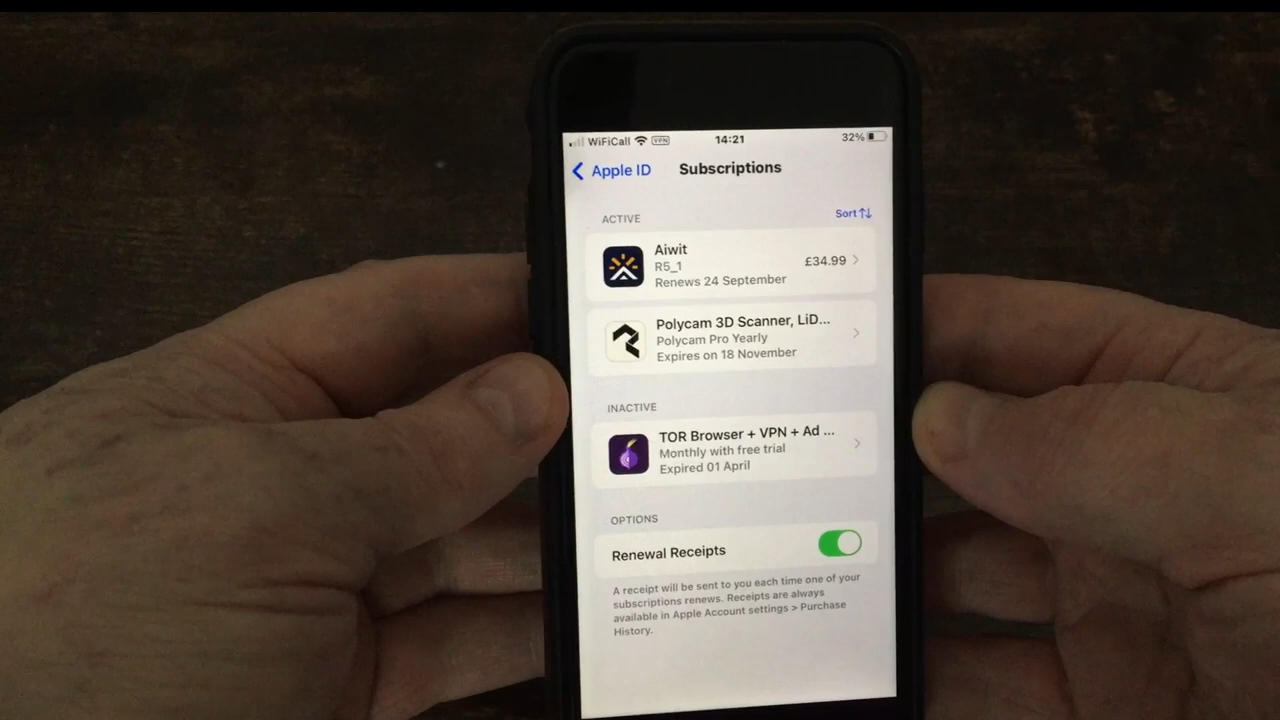 WiFiCall VPN 14:21 32%
Apple ID Subscriptions
ACTIVE Sort
Aiwit
R5_1 £34.99
Renews 24 September
Polycam 3D Scanner, LiD...
Polycam Pro Yearly
Expires on 18 November
INACTIVE
TOR Browser + VPN + Ad ...
Monthly with free trial
Expired 01 April
OPTIONS
Renewal Receipts
A receipt will be sent to you each time one of your
subscriptions renews. Receipts are always
available in Apple Account settings > Purchase
History.